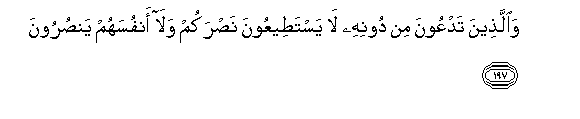 وَٱلَّذِينَ تَدْعُونَ مِن دُونِهِۦ لَا يَسْتَطِيعُونَ نَصْرَكُمْ وَلَآ أَنفُسَهُمْ يَنصُرُونَ
١٩٧